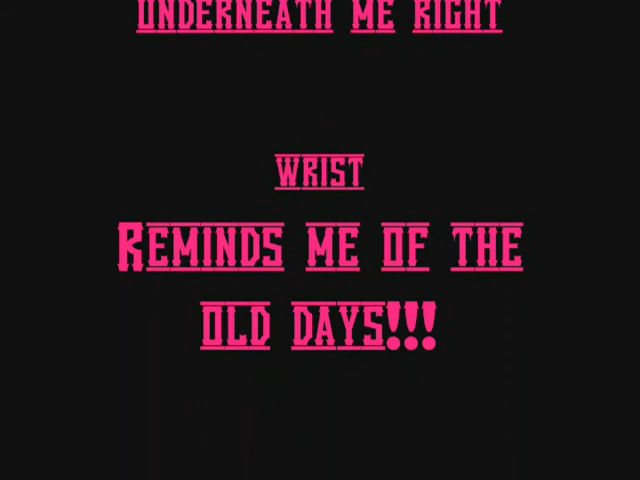 UNDERNEATH ME RIGHT
WRIST
REMINDS ME OF THE
OLD DAYS!!!